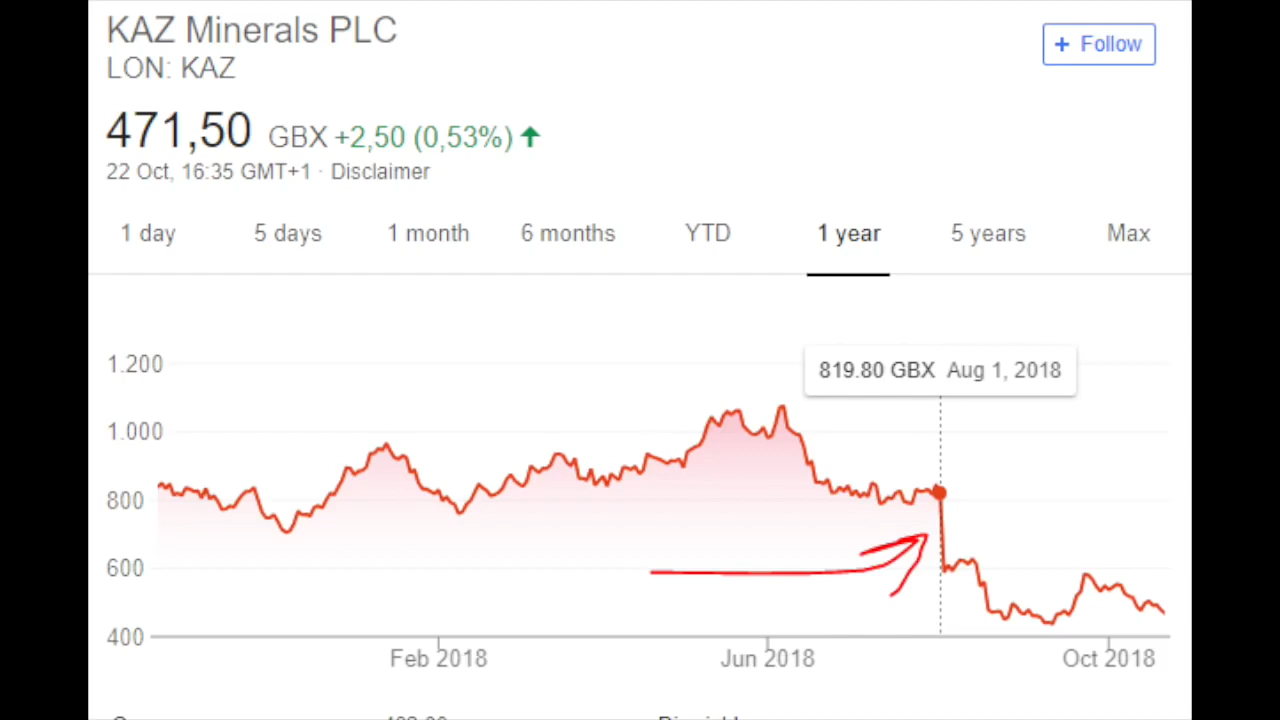 KAZ Minerals PLC
LON: KAZ
+ Follow
471,50 GBX +2,50 (0,53%)
22 Oct, 16:35 GMT+1 · Disclaimer
1 day 5 days 1 month 6 months YTD 1 year 5 years Max
819.80 GBX Aug 1, 2018
1.200
1.000
800
600
400
Feb 2018 Jun 2018 Oct 2018